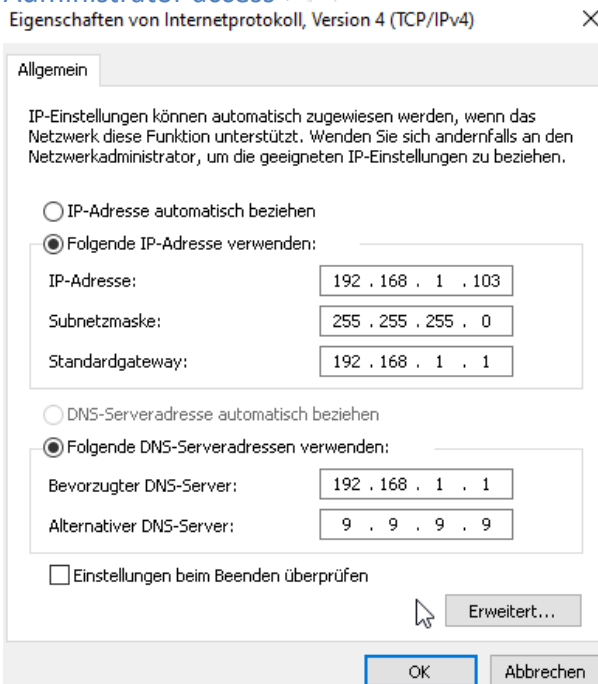 Administrator access
Eigenschaften von Internetprotokoll, Version 4 (TCP/IPv4)
Allgemein
IP-Einstellungen können automatisch zugewiesen werden, wenn das
Netzwerk diese Funktion unterstützt. Wenden Sie sich andernfalls an den
Netzwerkadministrator, um die geeigneten IP-Einstellungen zu beziehen.
IP-Adresse automatisch beziehen
Folgende IP-Adresse verwenden:
IP-Adresse: 192 . 168 . 1 . 103
Subnetzmaske: 255 . 255 . 255 . 0
Standardgateway: 192 . 168 . 1 . 1
DNS-Serveradresse automatisch beziehen
Folgende DNS-Serveradressen verwenden:
Bevorzugter DNS-Server: 192 . 168 . 1 . 1
Alternativer DNS-Server: 9 . 9 . 9 . 9
Einstellungen beim Beenden überprüfen
Erweitert...
OK Abbrechen